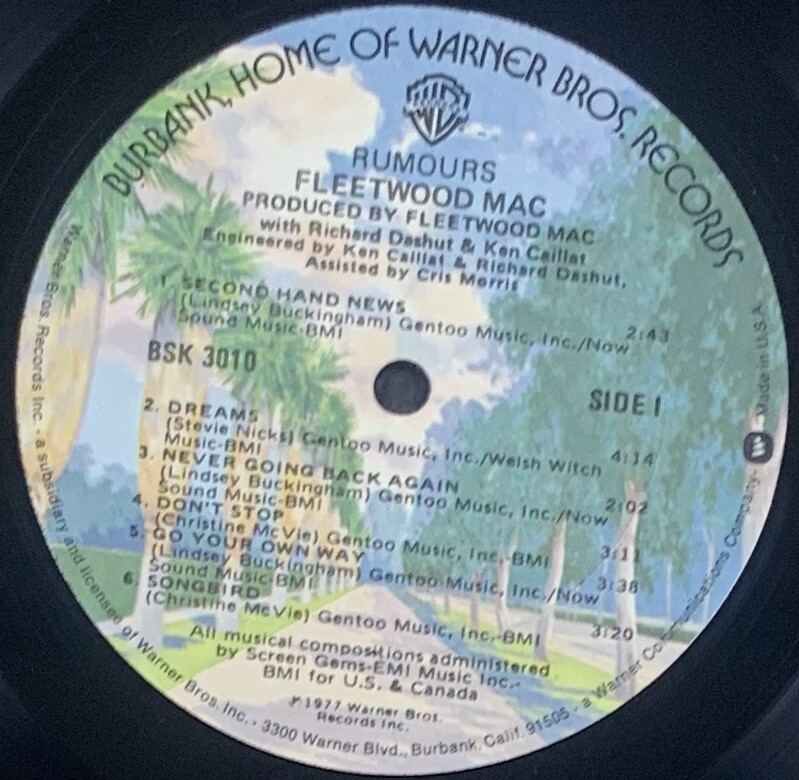 BURBANK, HOME OF WARNER BROS. RECORDS
RUMOURS
FLEETWOOD MAC
PRODUCED BY FLEETWOOD MAC
with Richard Dashut & Ken Caillat
Engineered by Ken Caillat & Richard Dashut,
Assisted by Cris Morris
1. SECOND HAND NEWS
(Lindsey Buckingham) Gentoo Music, Inc./Now 2:43
Sound Music-BMI
BSK 3010
SIDE 1
2. DREAMS
(Stevie Nicks) Gentoo Music, Inc./Welsh Witch 4:14
Music-BMI
3. NEVER GOING BACK AGAIN
(Lindsey Buckingham) Gentoo Music, Inc./Now 2:02
Sound Music-BMI
4. DON'T STOP
(Christine McVie) Gentoo Music, Inc.-BMI 3:11
5. GO YOUR OWN WAY
(Lindsey Buckingham) Gentoo Music, Inc./Now 3:38
Sound Music-BMI
6. SONGBIRD
(Christine McVie) Gentoo Music, Inc.-BMI 3:20
All musical compositions administered
by Screen Gems-EMI Music Inc.-
BMI for U.S. & Canada
℗ 1977 Warner Bros.
Records Inc.
Warner Bros. Records Inc. • a subsidiary and licensee of Warner Bros. Inc. • 3300 Warner Blvd., Burbank, Calif. 91505 • a Warner Communications Company. Made in U.S.A.